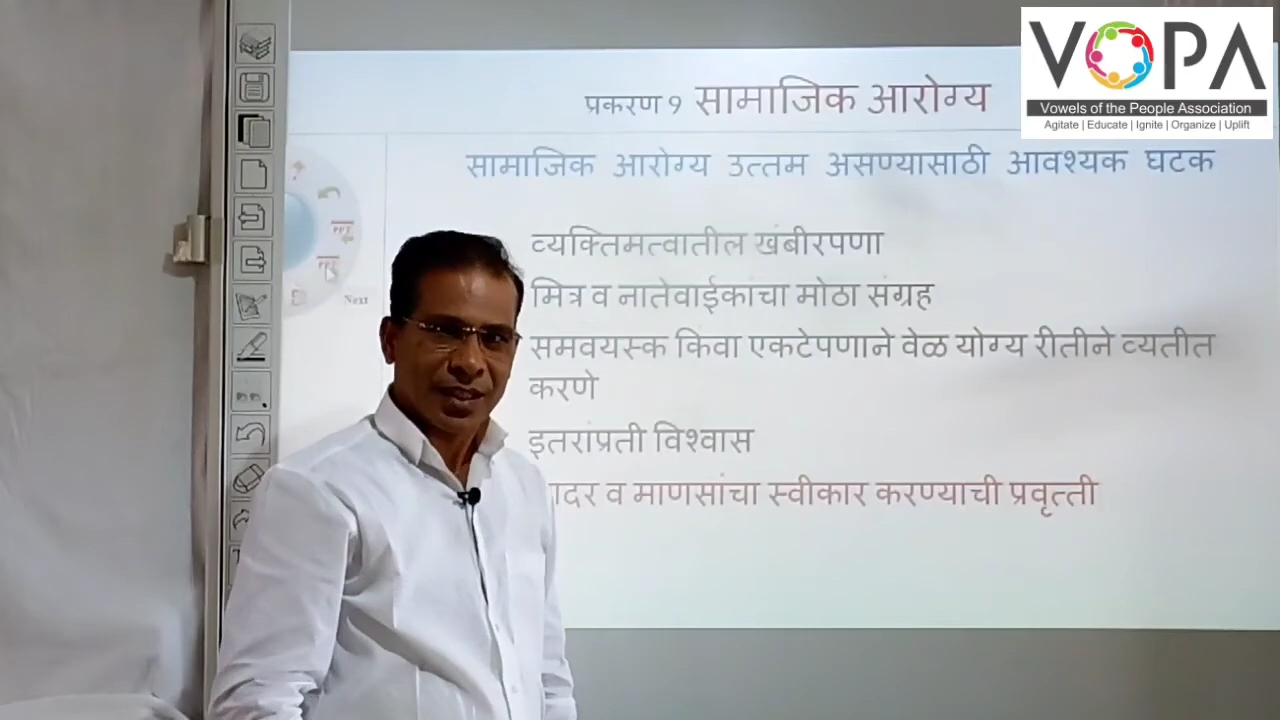 VOPA
Vowels of the People Association
Agitate | Educate | Ignite | Organize | Uplift
प्रकरण 9 सामाजिक आरोग्य
सामाजिक आरोग्य उत्तम असण्यासाठी आवश्यक घटक
व्यक्तिमत्वातील खंबीरपणा
मित्र व नातेवाईकांचा मोठा संग्रह
समवयस्क किंवा एकटेपणाने वेळ योग्य रीतीने व्यतीत
करणे
इतरांप्रती विश्वास
व माणसांचा स्वीकार करण्याची प्रवृत्ती
Next